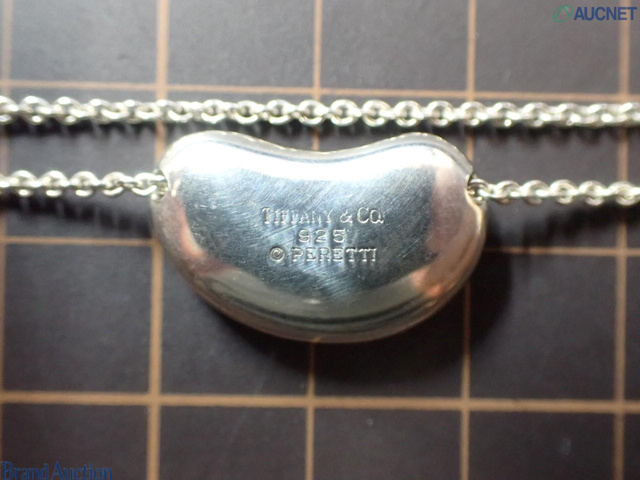 AUCNET
TIFFANY & CO.
925
© PERETTI
Brand Auction